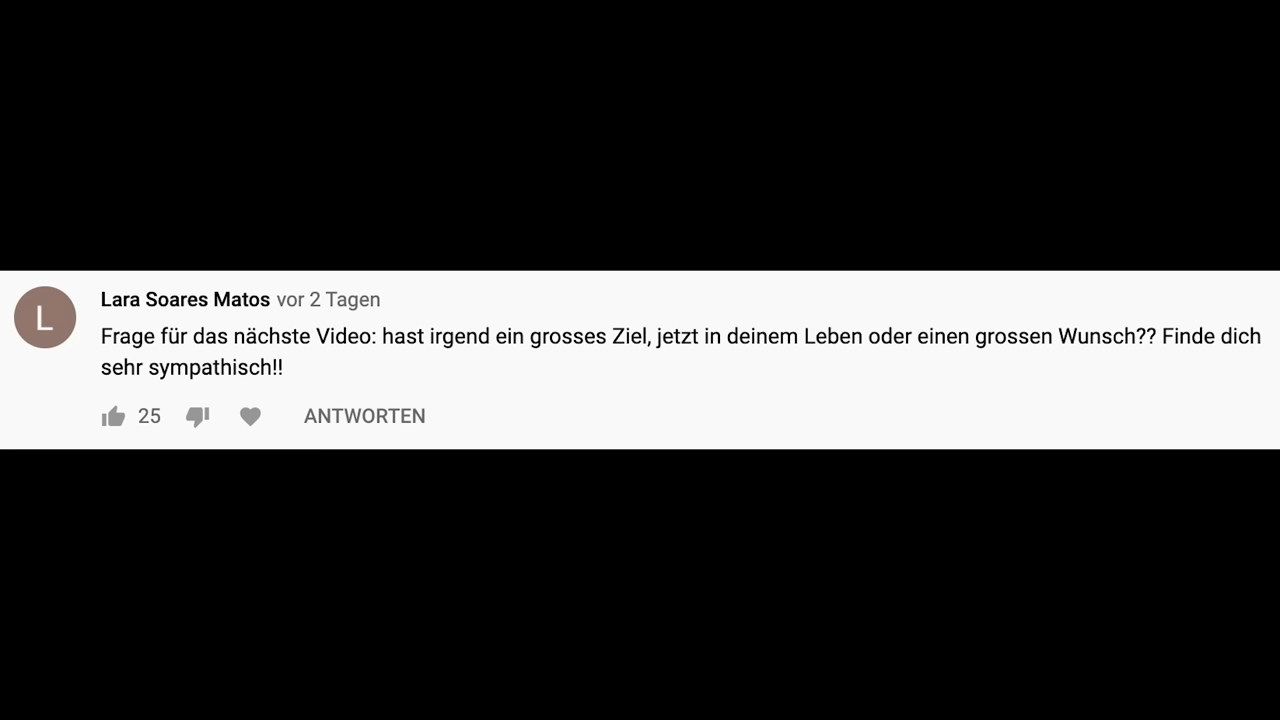 L
Lara Soares Matos vor 2 Tagen
Frage für das nächste Video: hast irgend ein grosses Ziel, jetzt in deinem Leben oder einen grossen Wunsch?? Finde dich
sehr sympathisch!!
25 ANTWORTEN